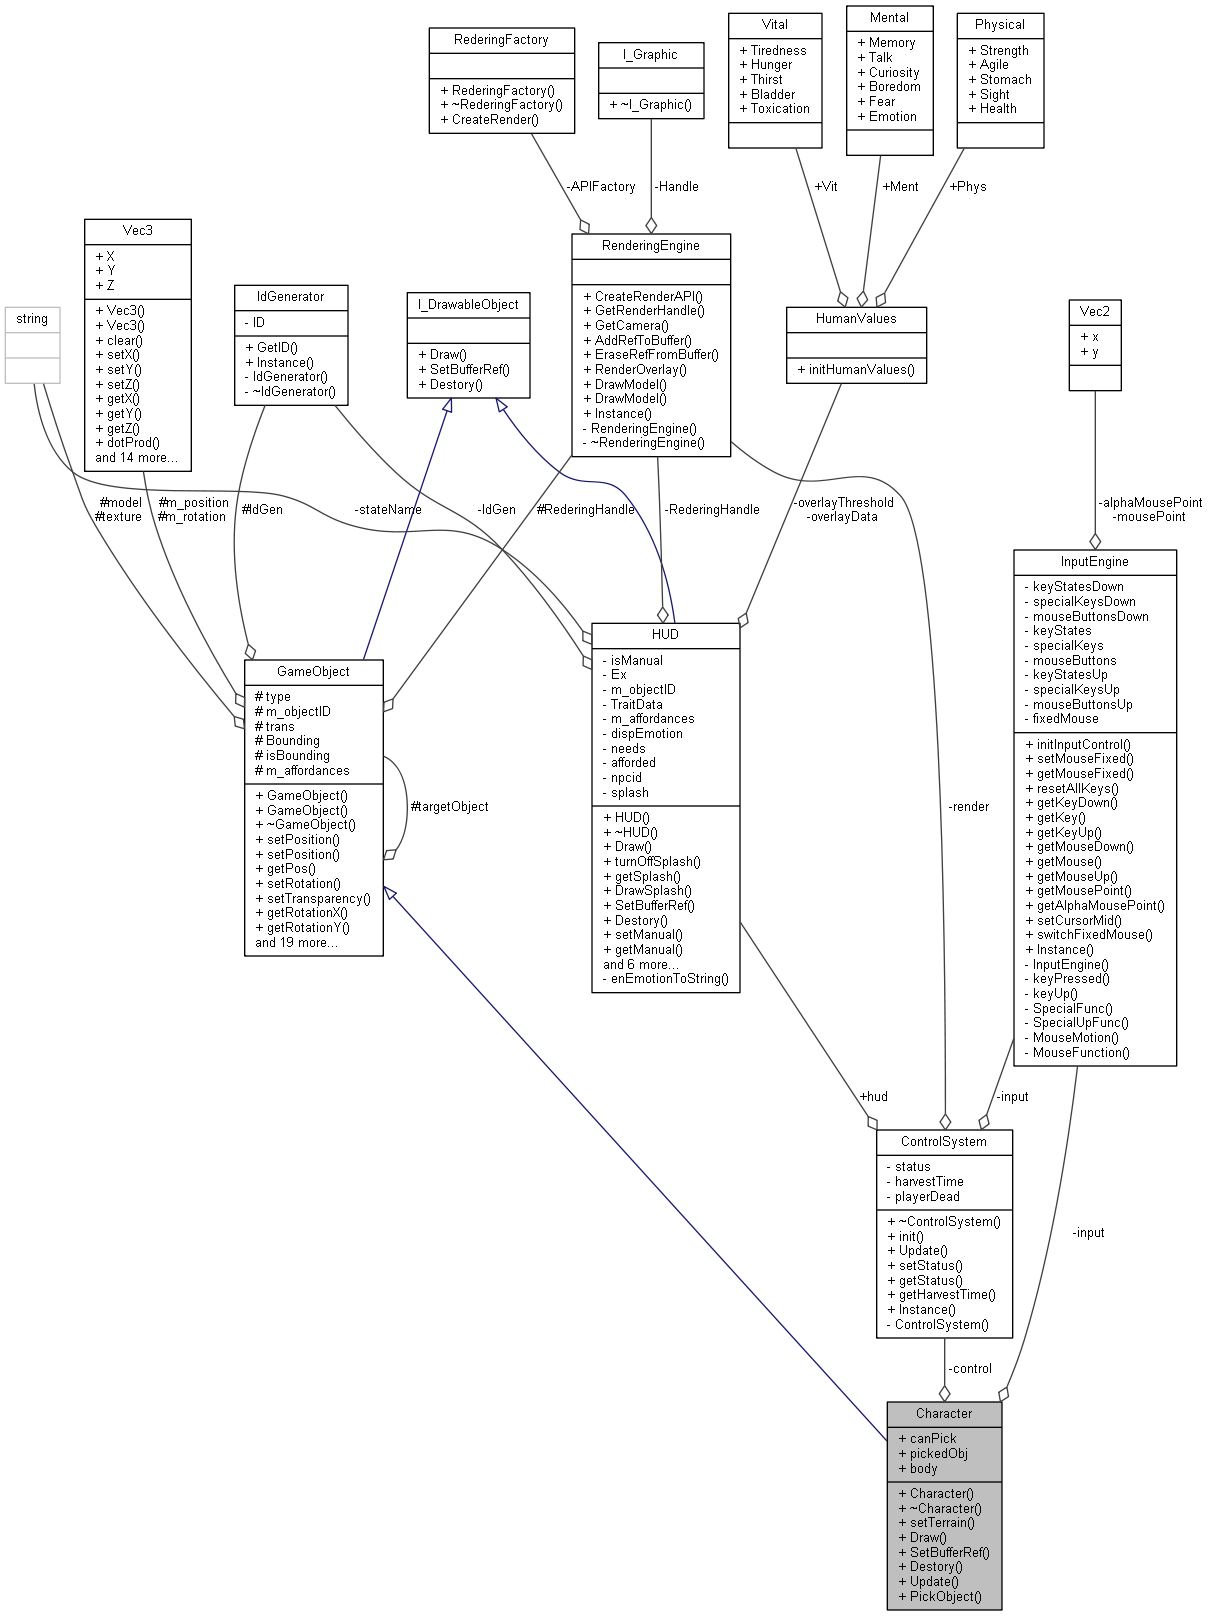 RederingFactory
+ RederingFactory()
+ ~RederingFactory()
+ CreateRender()
I_Graphic
+ ~I_Graphic()
Vital
+ Tiredness
+ Hunger
+ Thirst
+ Bladder
+ Toxication
Mental
+ Memory
+ Talk
+ Curiosity
+ Boredom
+ Fear
+ Emotion
Physical
+ Strength
+ Agile
+ Stomach
+ Sight
+ Health
-APIFactory
-Handle
+Vit
+Ment
+Phys
string
Vec3
+ X
+ Y
+ Z
+ Vec3()
+ Vec3()
+ clear()
+ setX()
+ setY()
+ setZ()
+ getX()
+ getY()
+ getZ()
+ dotProd()
and 14 more...
IdGenerator
- ID
+ GetID()
+ Instance()
- IdGenerator()
- ~IdGenerator()
I_DrawableObject
+ Draw()
+ SetBufferRef()
+ Destory()
RenderingEngine
+ CreateRenderAPI()
+ GetRenderHandle()
+ GetCamera()
+ AddRefToBuffer()
+ EraseRefFromBuffer()
+ RenderOverlay()
+ DrawModel()
+ DrawModel()
+ Instance()
- RenderingEngine()
- ~RenderingEngine()
HumanValues
+ initHumanValues()
Vec2
+ x
+ y
#model
#texture
#m_position
#m_rotation
#IdGen
-stateName
-IdGen
#RederingHandle
-RederingHandle
-overlayThreshold
-overlayData
-alphaMousePoint
-mousePoint
GameObject
# type
# m_objectID
# trans
# Bounding
# isBounding
# m_affordances
+ GameObject()
+ GameObject()
+ ~GameObject()
+ setPosition()
+ setPosition()
+ getPos()
+ setRotation()
+ setTransparency()
+ getRotationX()
+ getRotationY()
and 19 more...
#targetObject
HUD
- isManual
- Ex
- m_objectID
- TraitData
- m_affordances
- dispEmotion
- needs
- afforded
- npcid
- splash
+ HUD()
+ ~HUD()
+ Draw()
+ turnOffSplash()
+ getSplash()
+ DrawSplash()
+ SetBufferRef()
+ Destory()
+ setManual()
+ getManual()
and 6 more...
- enEmotionToString()
-render
InputEngine
- keyStatesDown
- specialKeysDown
- mouseButtonsDown
- keyStates
- specialKeys
- mouseButtons
- keyStatesUp
- specialKeysUp
- mouseButtonsUp
- fixedMouse
+ initInputControl()
+ setMouseFixed()
+ getMouseFixed()
+ resetAllKeys()
+ getKeyDown()
+ getKey()
+ getKeyUp()
+ getMouseDown()
+ getMouse()
+ getMouseUp()
+ getMousePoint()
+ getAlphaMousePoint()
+ setCursorMid()
+ switchFixedMouse()
+ Instance()
- InputEngine()
- keyPressed()
- keyUp()
- SpecialFunc()
- SpecialUpFunc()
- MouseMotion()
- MouseFunction()
+hud
-input
ControlSystem
- status
- harvestTime
- playerDead
+ ~ControlSystem()
+ init()
+ Update()
+ setStatus()
+ getStatus()
+ getHarvestTime()
+ Instance()
- ControlSystem()
-input
-control
Character
+ canPick
+ pickedObj
+ body
+ Character()
+ ~Character()
+ setTerrain()
+ Draw()
+ SetBufferRef()
+ Destory()
+ Update()
+ PickObject()